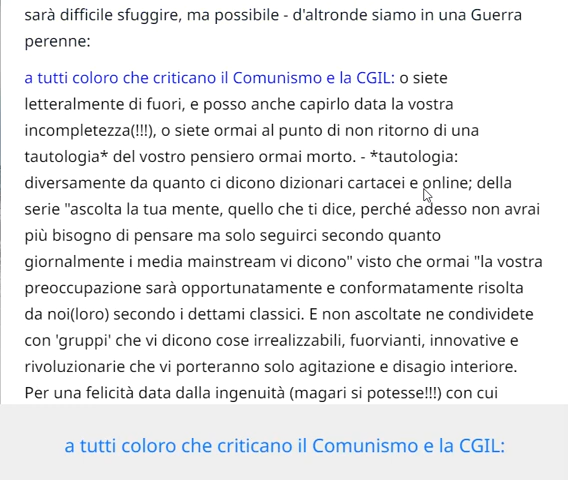 sarà difficile sfuggire, ma possibile - d'altronde siamo in una Guerra
perenne:
a tutti coloro che criticano il Comunismo e la CGIL: o siete
letteralmente di fuori, e posso anche capirlo data la vostra
incompletezza(!!!), o siete ormai al punto di non ritorno di una
tautologia* del vostro pensiero ormai morto. - *tautologia:
diversamente da quanto ci dicono dizionari cartacei e online; della
serie "ascolta la tua mente, quello che ti dice, perché adesso non avrai
più bisogno di pensare ma solo seguirci secondo quanto
giornalmente i media mainstream vi dicono" visto che ormai "la vostra
preoccupazione sarà opportunatamente e conformatamente risolta
da noi(loro) secondo i dettami classici. E non ascoltate ne condividete
con 'gruppi' che vi dicono cose irrealizzabili, fuorvianti, innovative e
rivoluzionarie che vi porteranno solo agitazione e disagio interiore.
Per una felicità data dalla ingenuità (magari si potesse!!!) con cui
a tutti coloro che criticano il Comunismo e la CGIL: